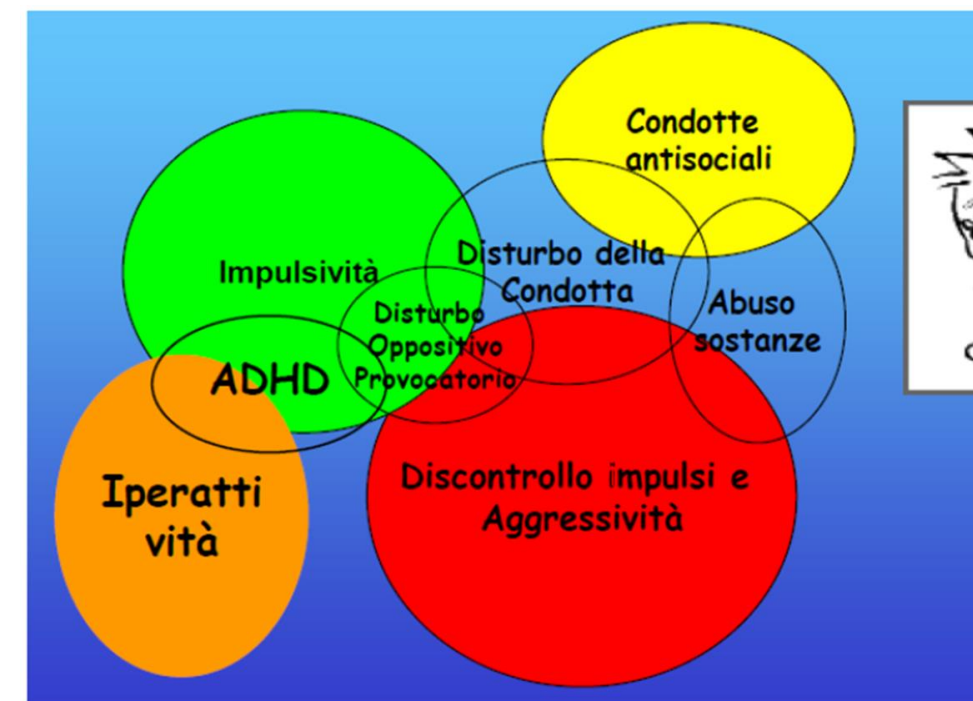 Condotte
antisociali
Impulsività
Disturbo della
Condotta
Disturbo
Oppositivo
Provocatorio
Abuso
sostanze
ADHD
Iperatti
vità
Discontrollo impulsi e
Aggressività